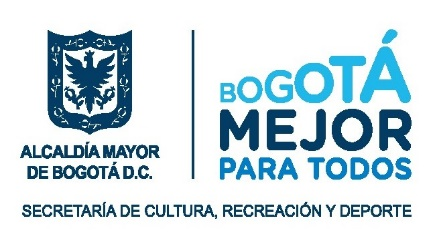 ALCALDÍA MAYOR
DE BOGOTÁ D.C.
BOGOTÁ
MEJOR
PARA TODOS
SECRETARÍA DE CULTURA, RECREACIÓN Y DEPORTE